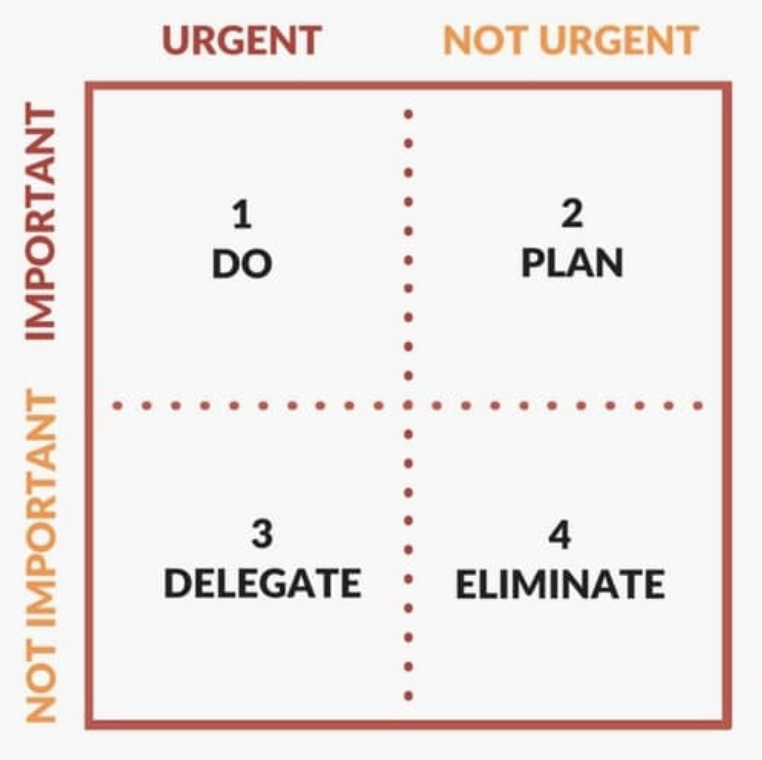 URGENT
NOT URGENT
IMPORTANT
NOT IMPORTANT
1
DO
2
PLAN
3
DELEGATE
4
ELIMINATE